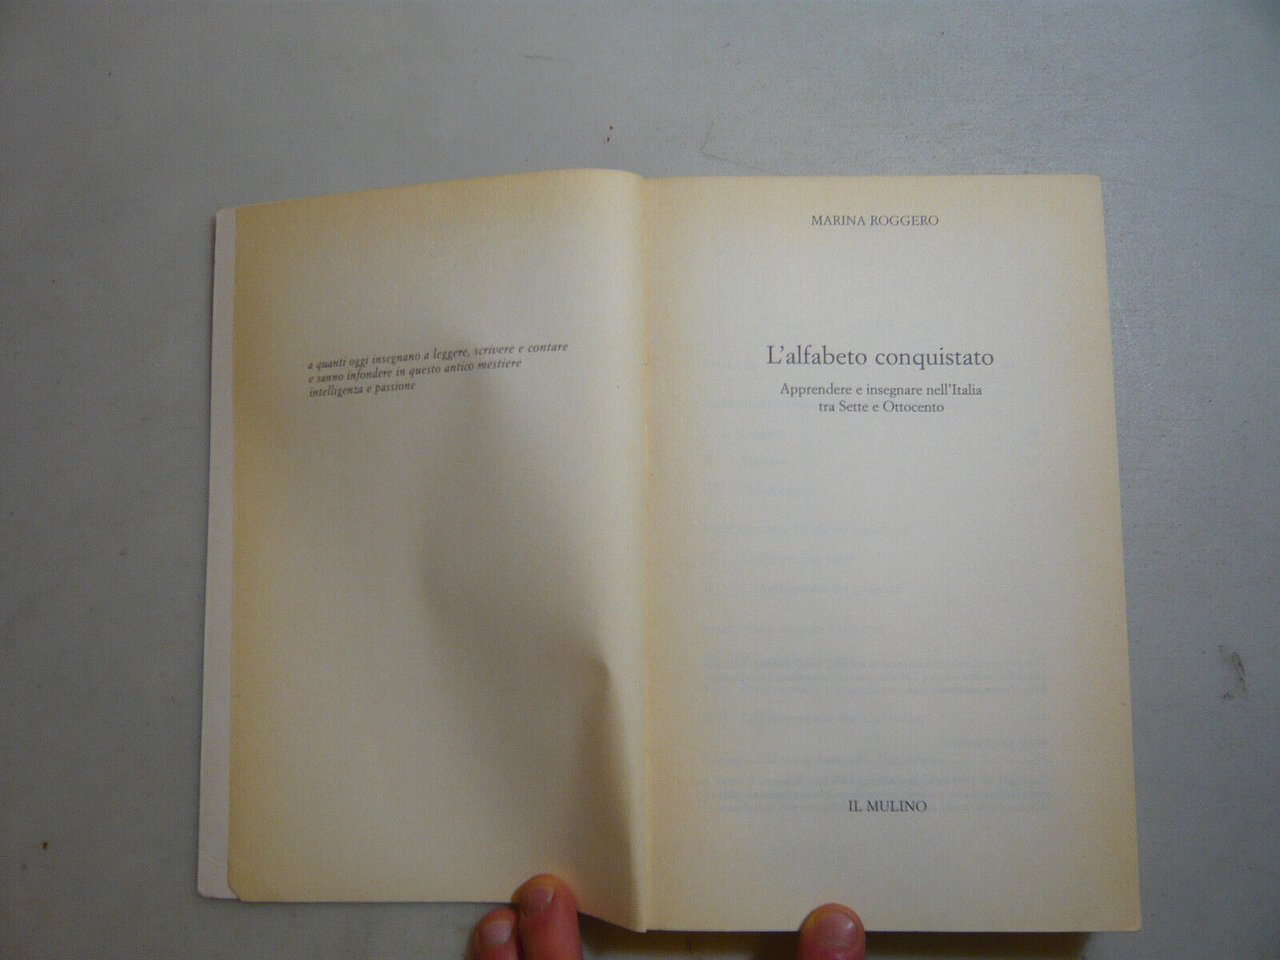 a quanti oggi insegnano a leggere, scrivere e contare
e sanno infondere in questo antico mestiere
intelligenza e passione
MARINA ROGGERO
L'alfabeto conquistato
Apprendere e insegnare nell'Italia
tra Sette e Ottocento
IL MULINO